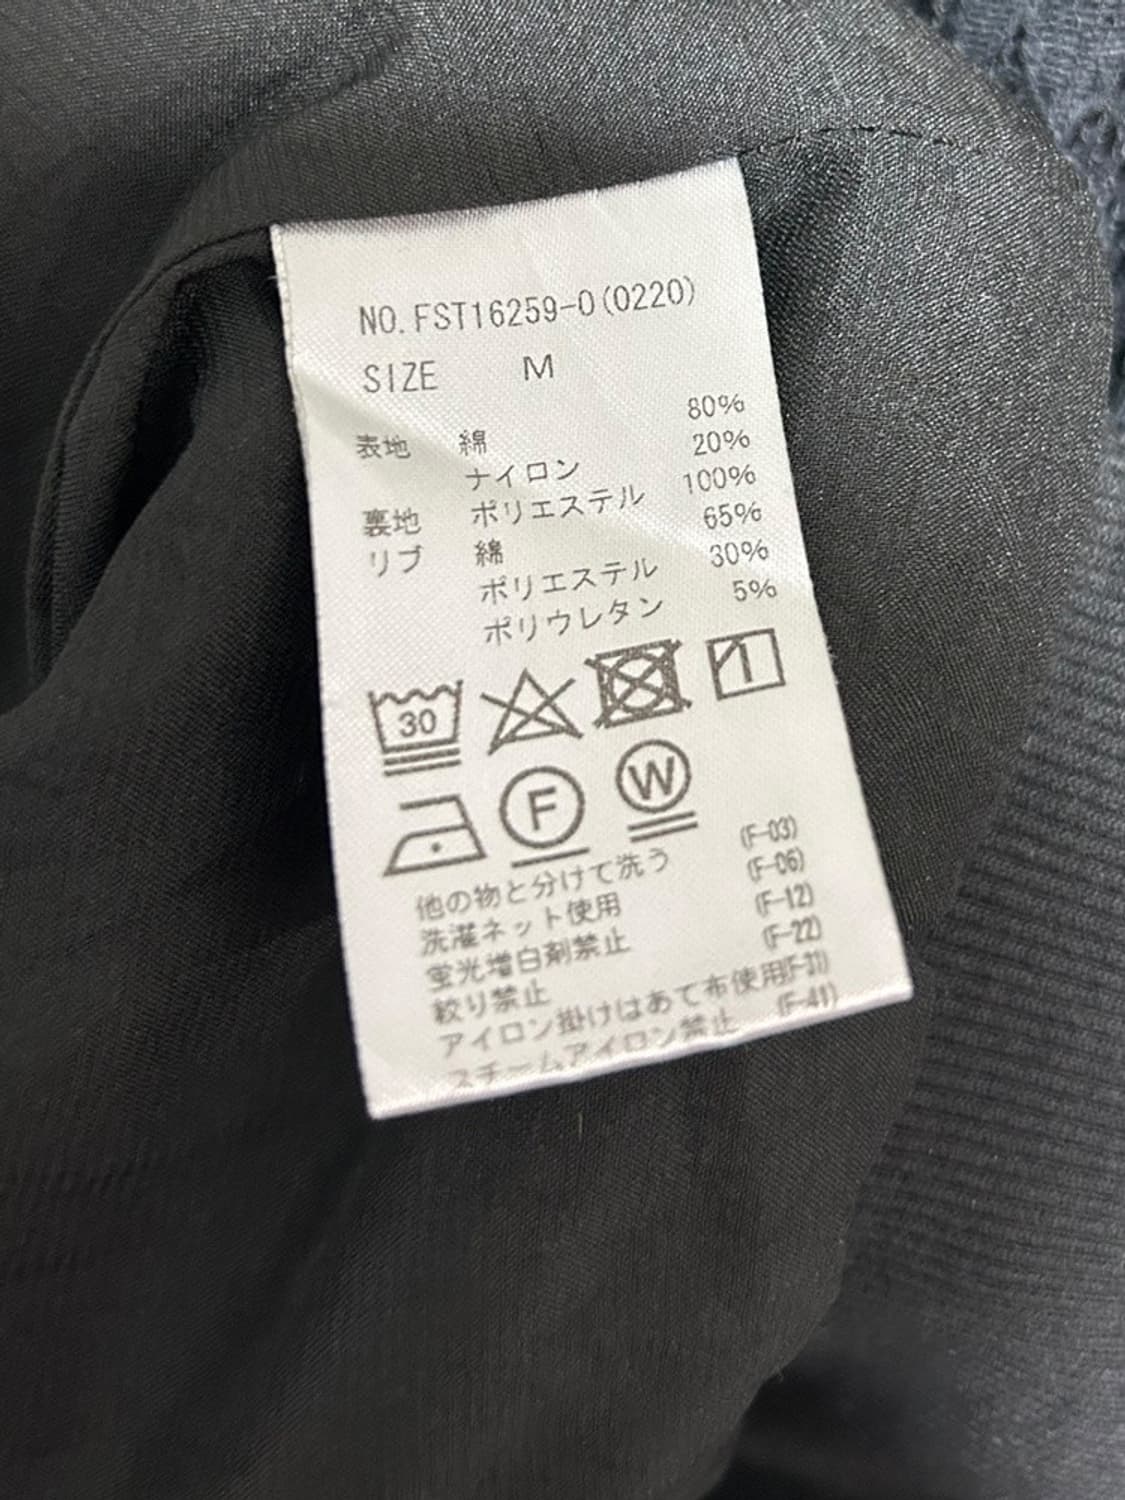 NO. FST16259-0(0220)
SIZE M
80%
表地 綿 20%
ナイロン 100%
裏地 ポリエステル 65%
リブ 綿 30%
ポリエステル 5%
ポリウレタン
30
F W
他の物と分けて洗う (F-03)
洗濯ネット使用 (F-06)
蛍光増白剤禁止 (F-12)
絞り禁止 (F-22)
アイロン掛けはあて布使用(F-31)
スチームアイロン禁止 (F-41)